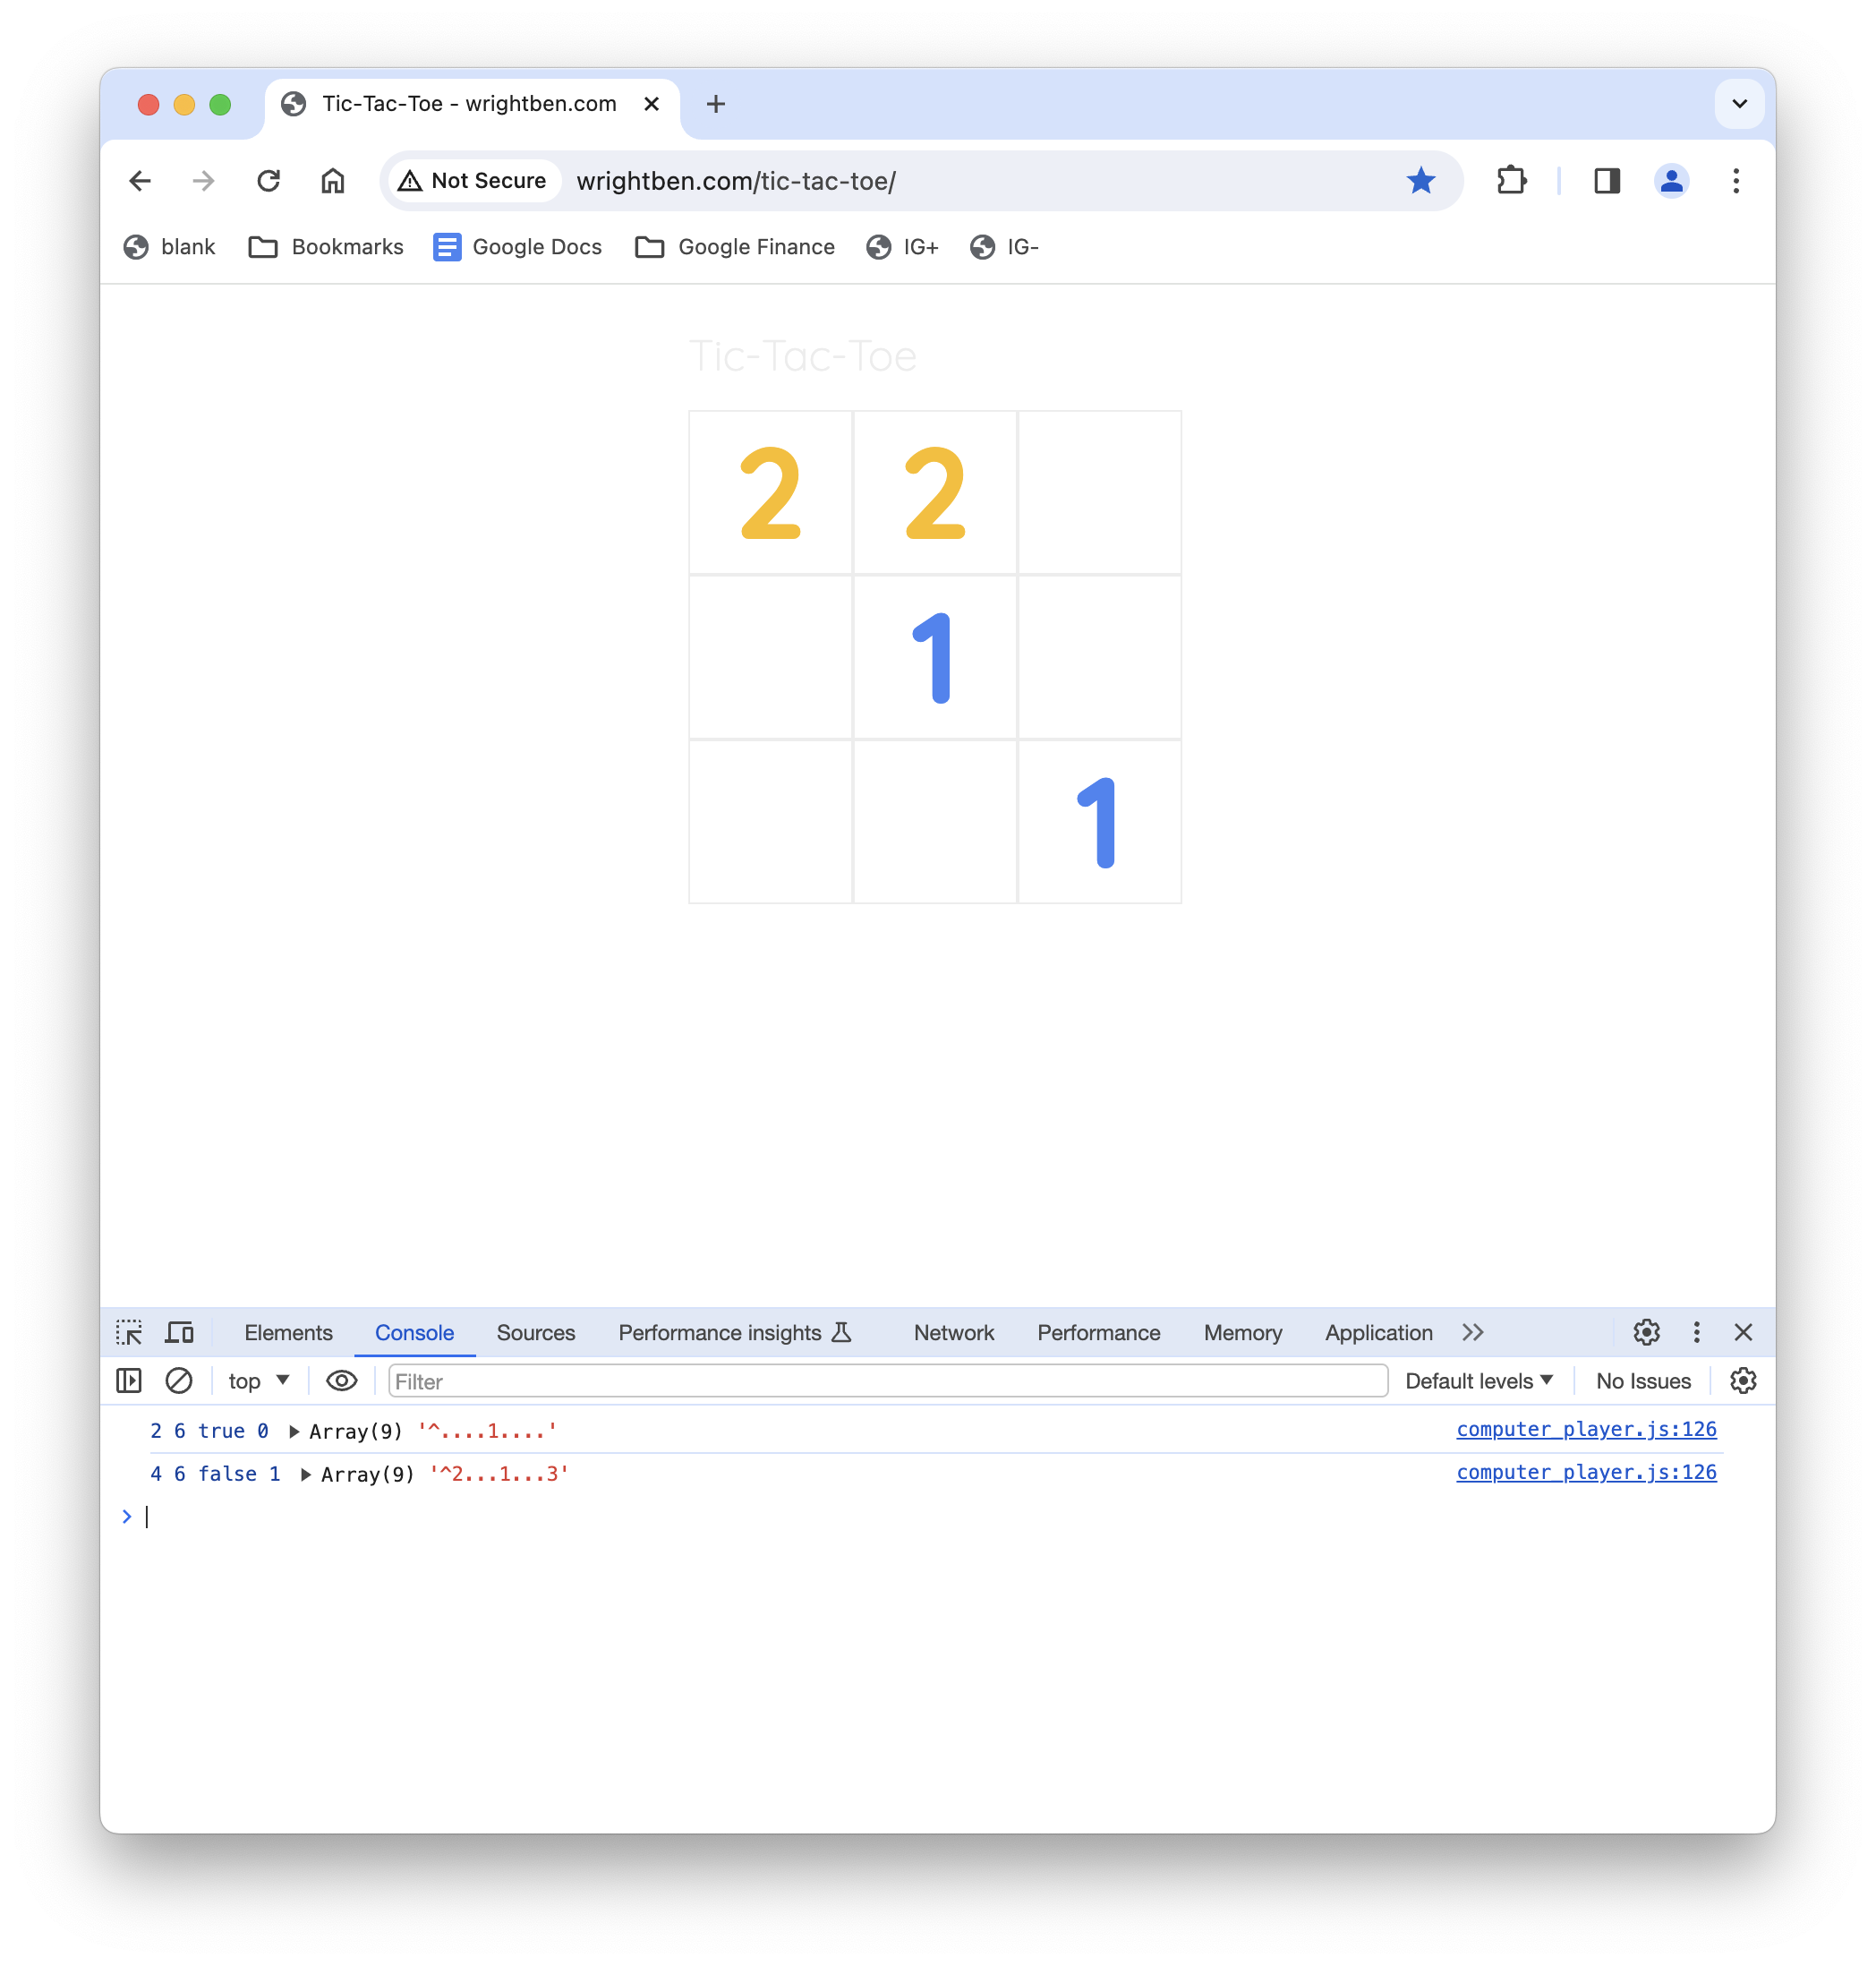 Tic-Tac-Toe - wrightben.com
Not Secure wrightben.com/tic-tac-toe/
blank Bookmarks Google Docs Google Finance IG+ IG-
Tic-Tac-Toe
2 2
1
1
Elements Console Sources Performance insights Network Performance Memory Application
top Filter Default levels No Issues
2 6 true 0 Array(9) '^....1....' computer_player.js:126
4 6 false 1 Array(9) '^2...1...3' computer_player.js:126